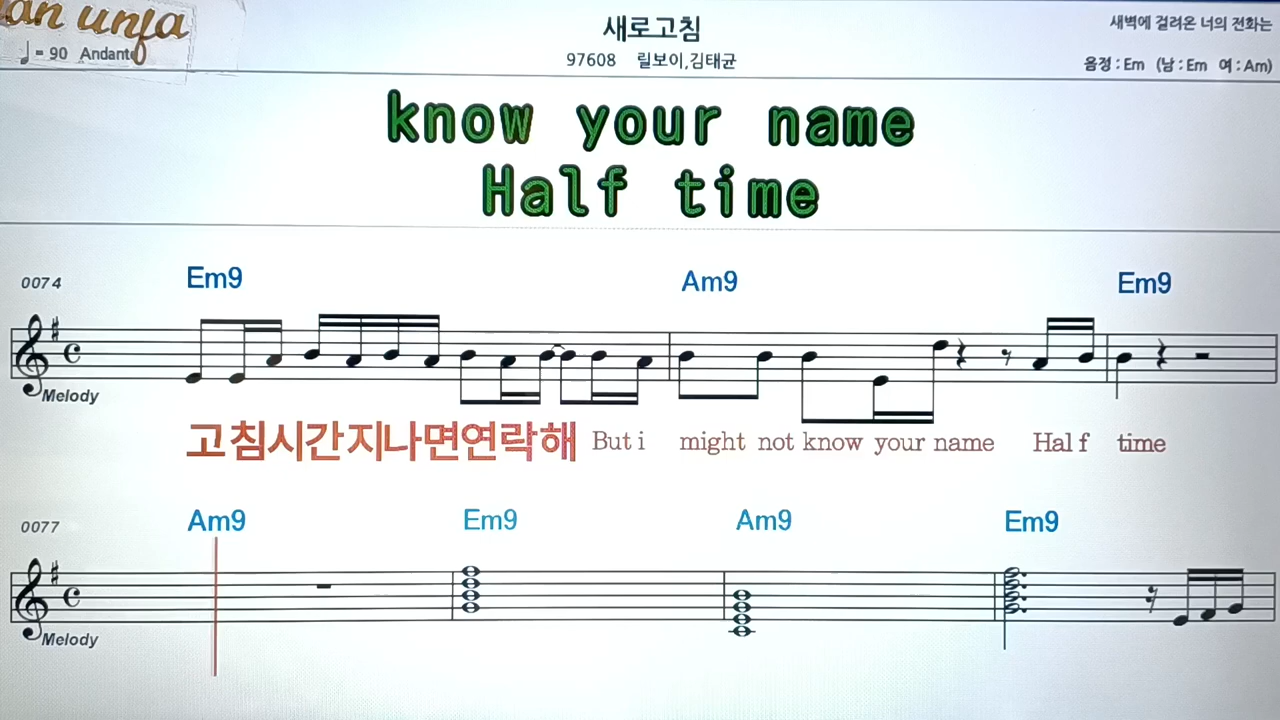 새로고침
새벽에 걸려온 너의 전화는
an unja
♩= 90 Andante
97608 릴보이,김태균
음정 : Em (남 : Em 여 : Am)
know your name
Half time
0074 Em9 Am9 Em9
Melody
고침시간지나면연락해 But i might not know your name Half time
0077 Am9 Em9 Am9 Em9
Melody